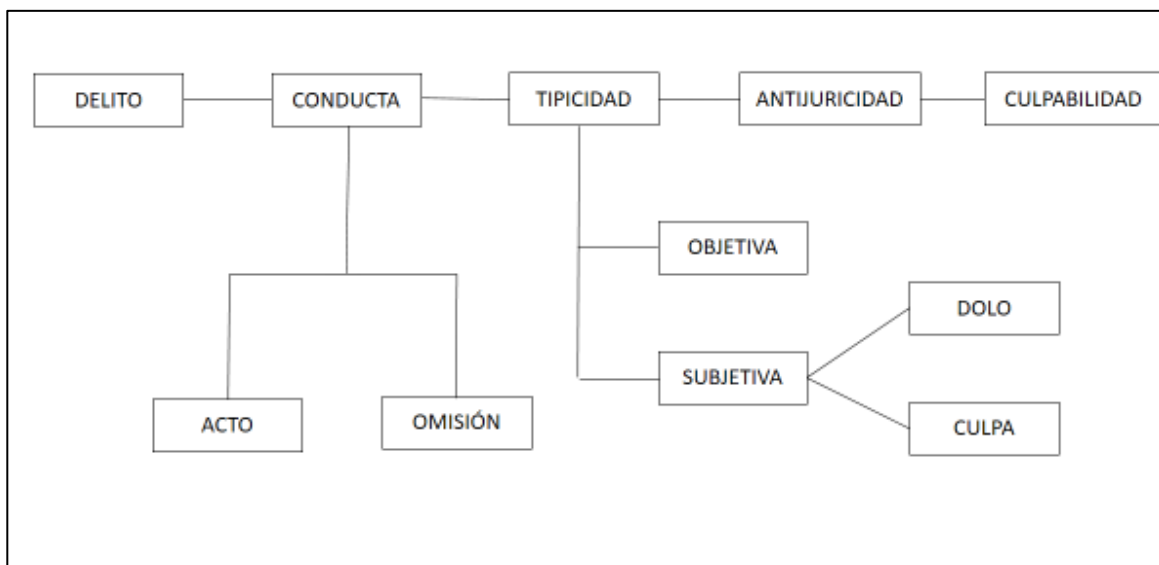 DELITO
CONDUCTA
TIPICIDAD
ANTIJURICIDAD
CULPABILIDAD
OBJETIVA
DOLO
SUBJETIVA
ACTO
OMISIÓN
CULPA